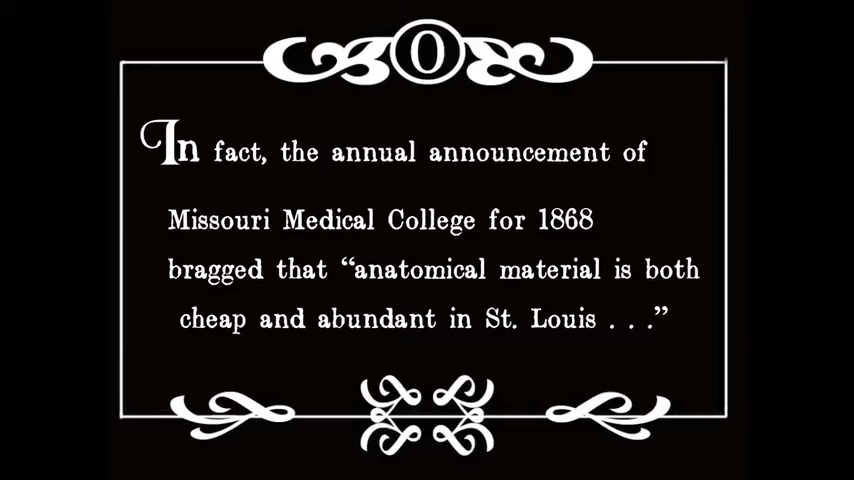 O
In fact, the annual announcement of
Missouri Medical College for 1868
bragged that “anatomical material is both
cheap and abundant in St. Louis . . .”